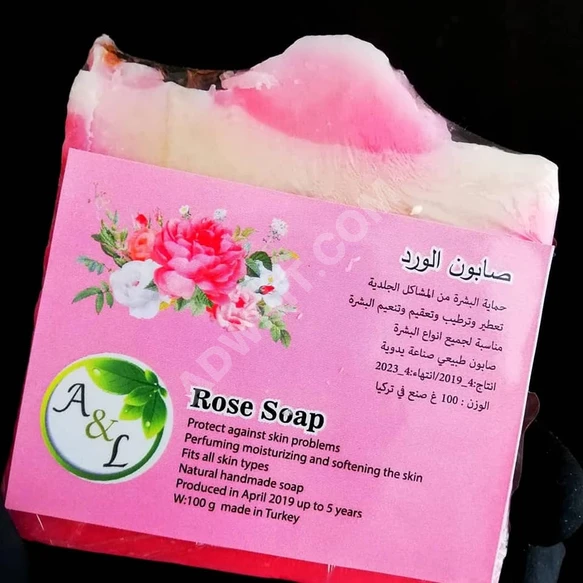 صابون الورد
حماية البشرة من المشاكل الجلدية
تعطير وترطيب وتعقيم وتنعيم البشرة
مناسبة لجميع انواع البشرة
صابون طبيعي صناعة يدوية
انتاج:4_2019/انتهاء:4_2023
الوزن : 100 غ صنع في تركيا
A&L
Rose Soap
Protect against skin problems
Perfuming moisturizing and softening the skin
Fits all skin types
Natural handmade soap
Produced in April 2019 up to 5 years
W:100 g made in Turkey